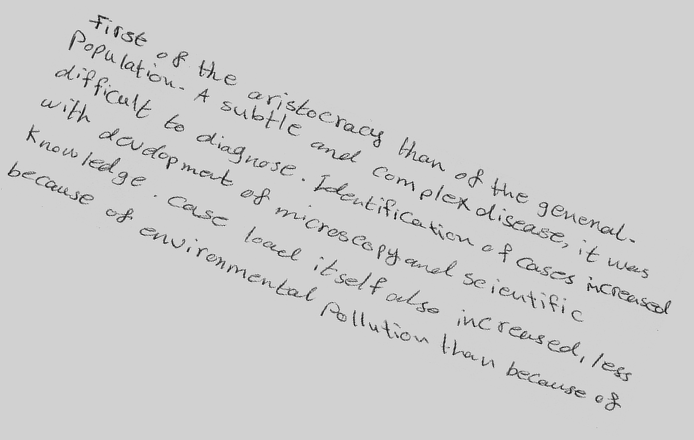 First of the aristocracy than of the general.
Population. A subtle and complex disease, it was
difficult to diagnose. Identification of cases increased
with development of microscopy and scientific
Knowledge. Case load itself also increased, less
because of environmental Pollution than because of